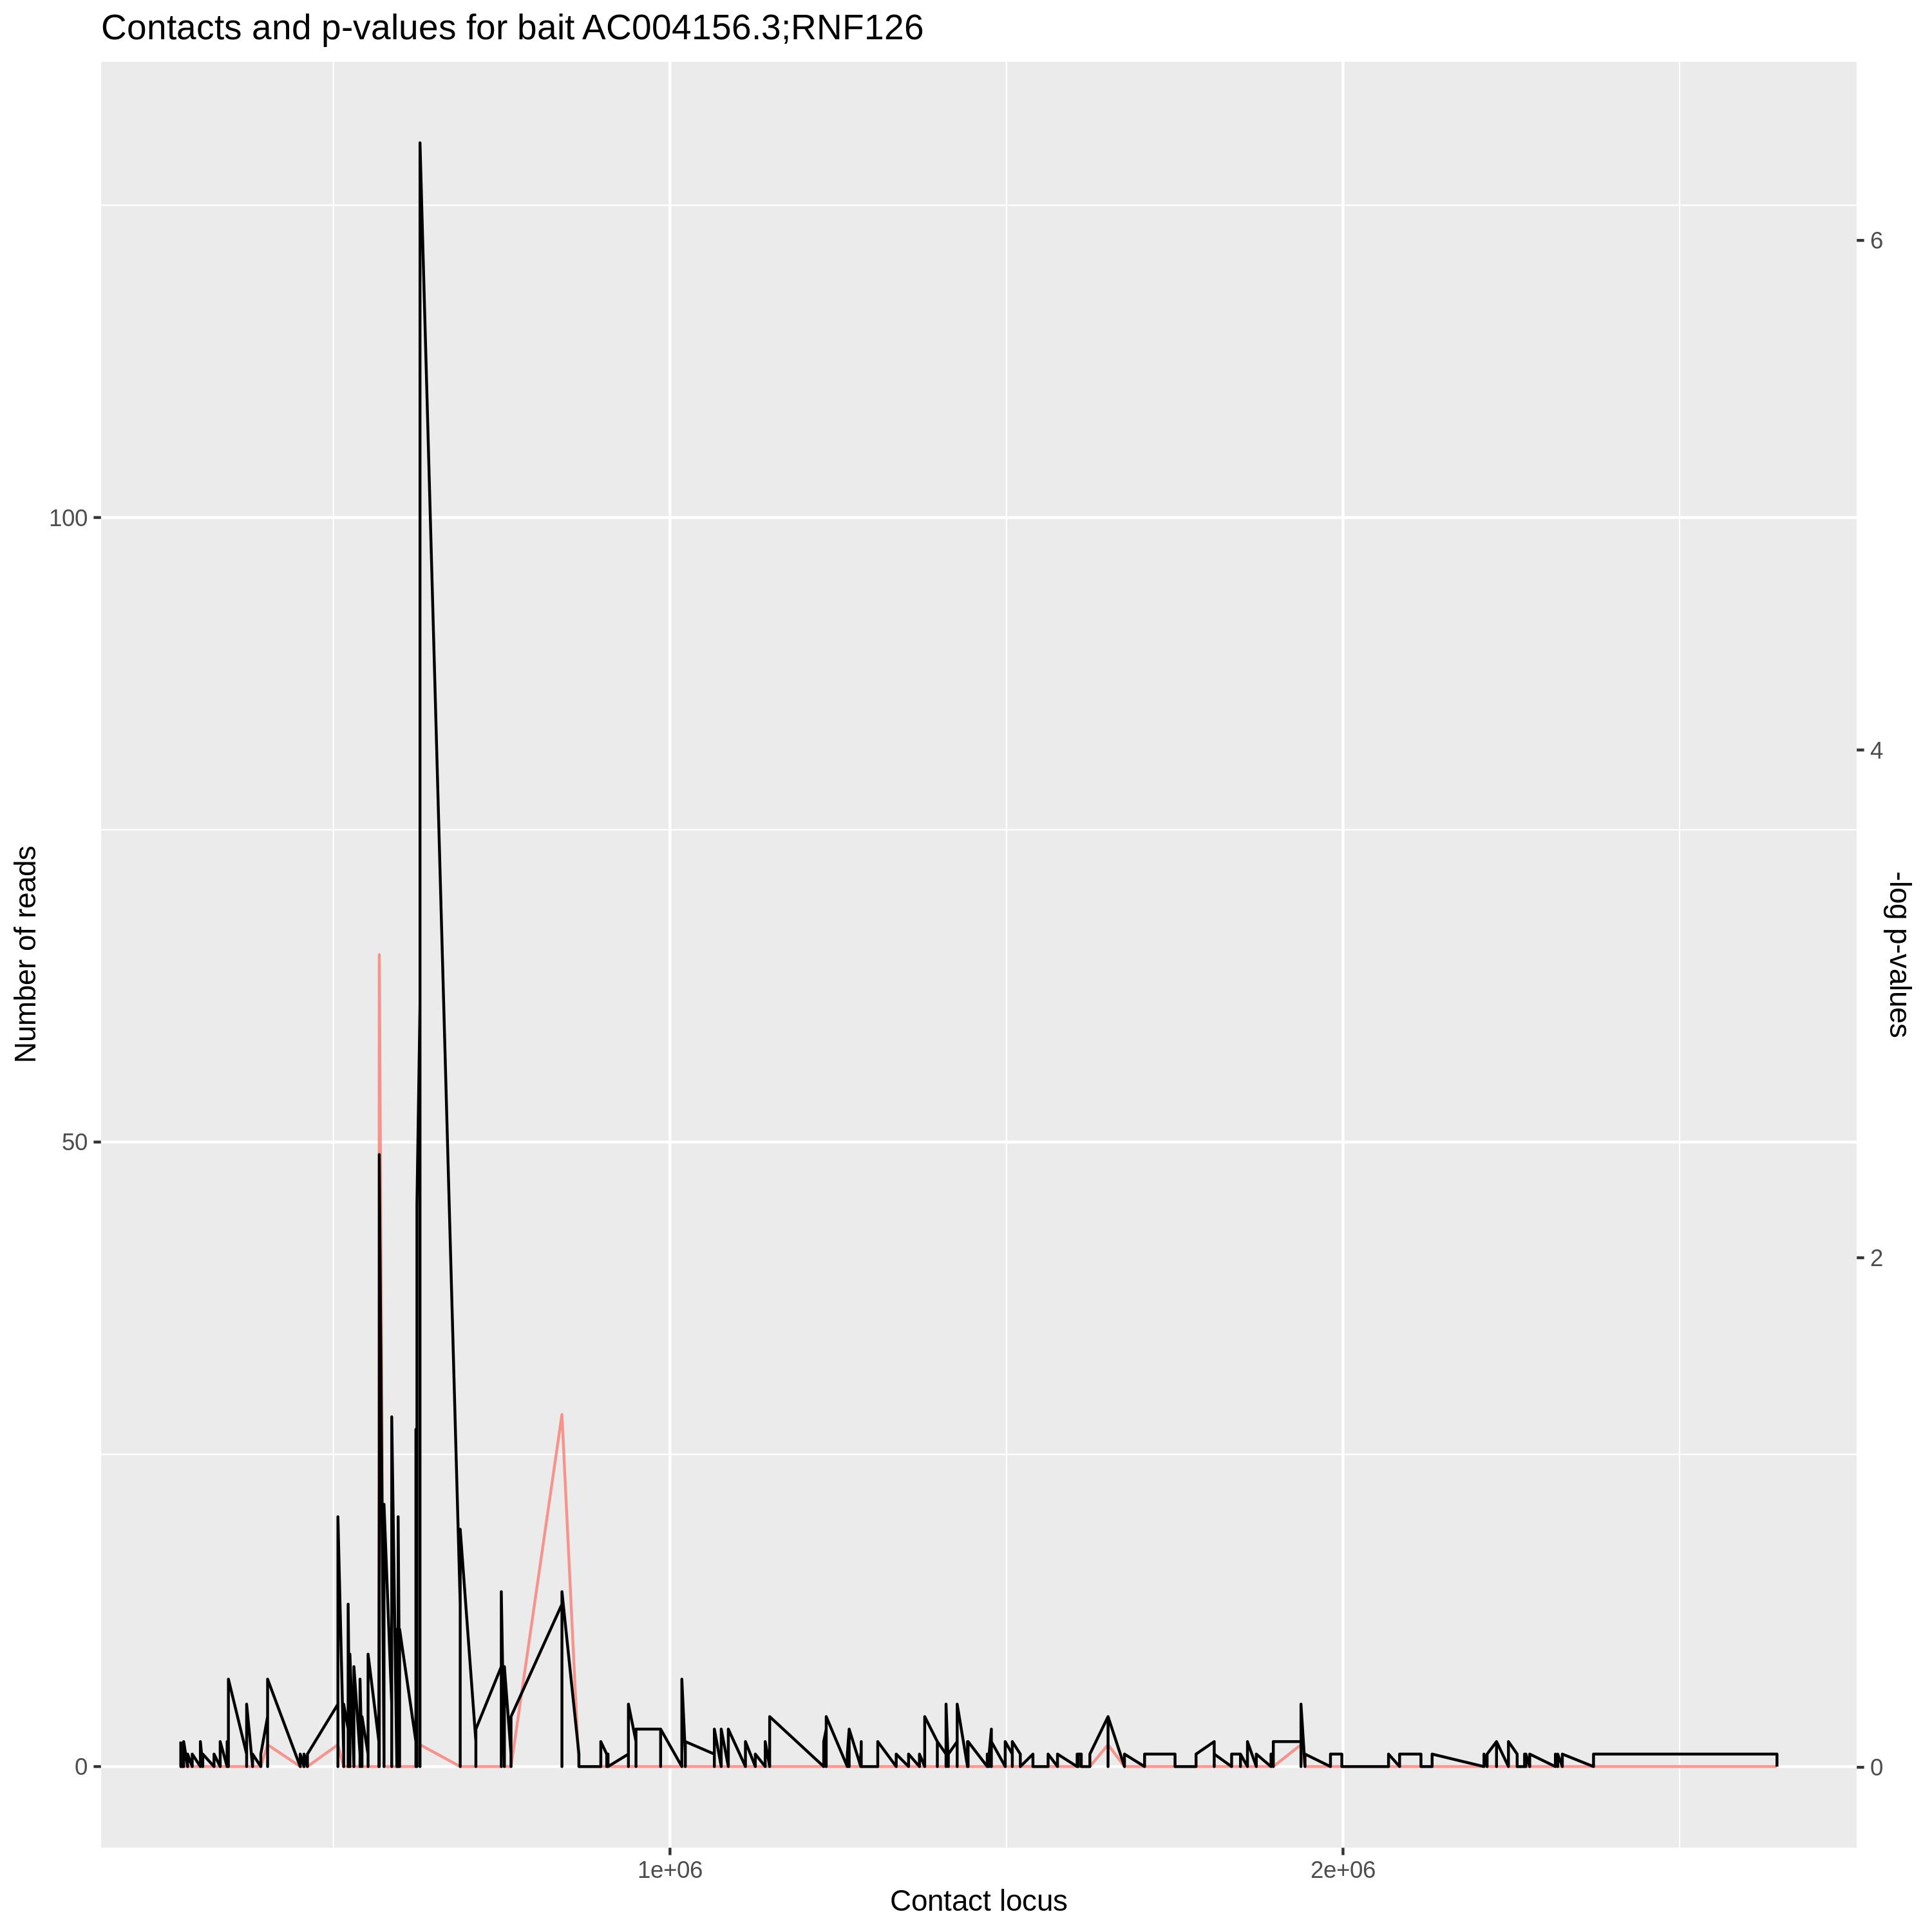 Contacts and p-values for bait AC004156.3;RNF126
6
100
4
Number of reads
-log p-values
50
2
0
0
1e+06
2e+06
Contact locus